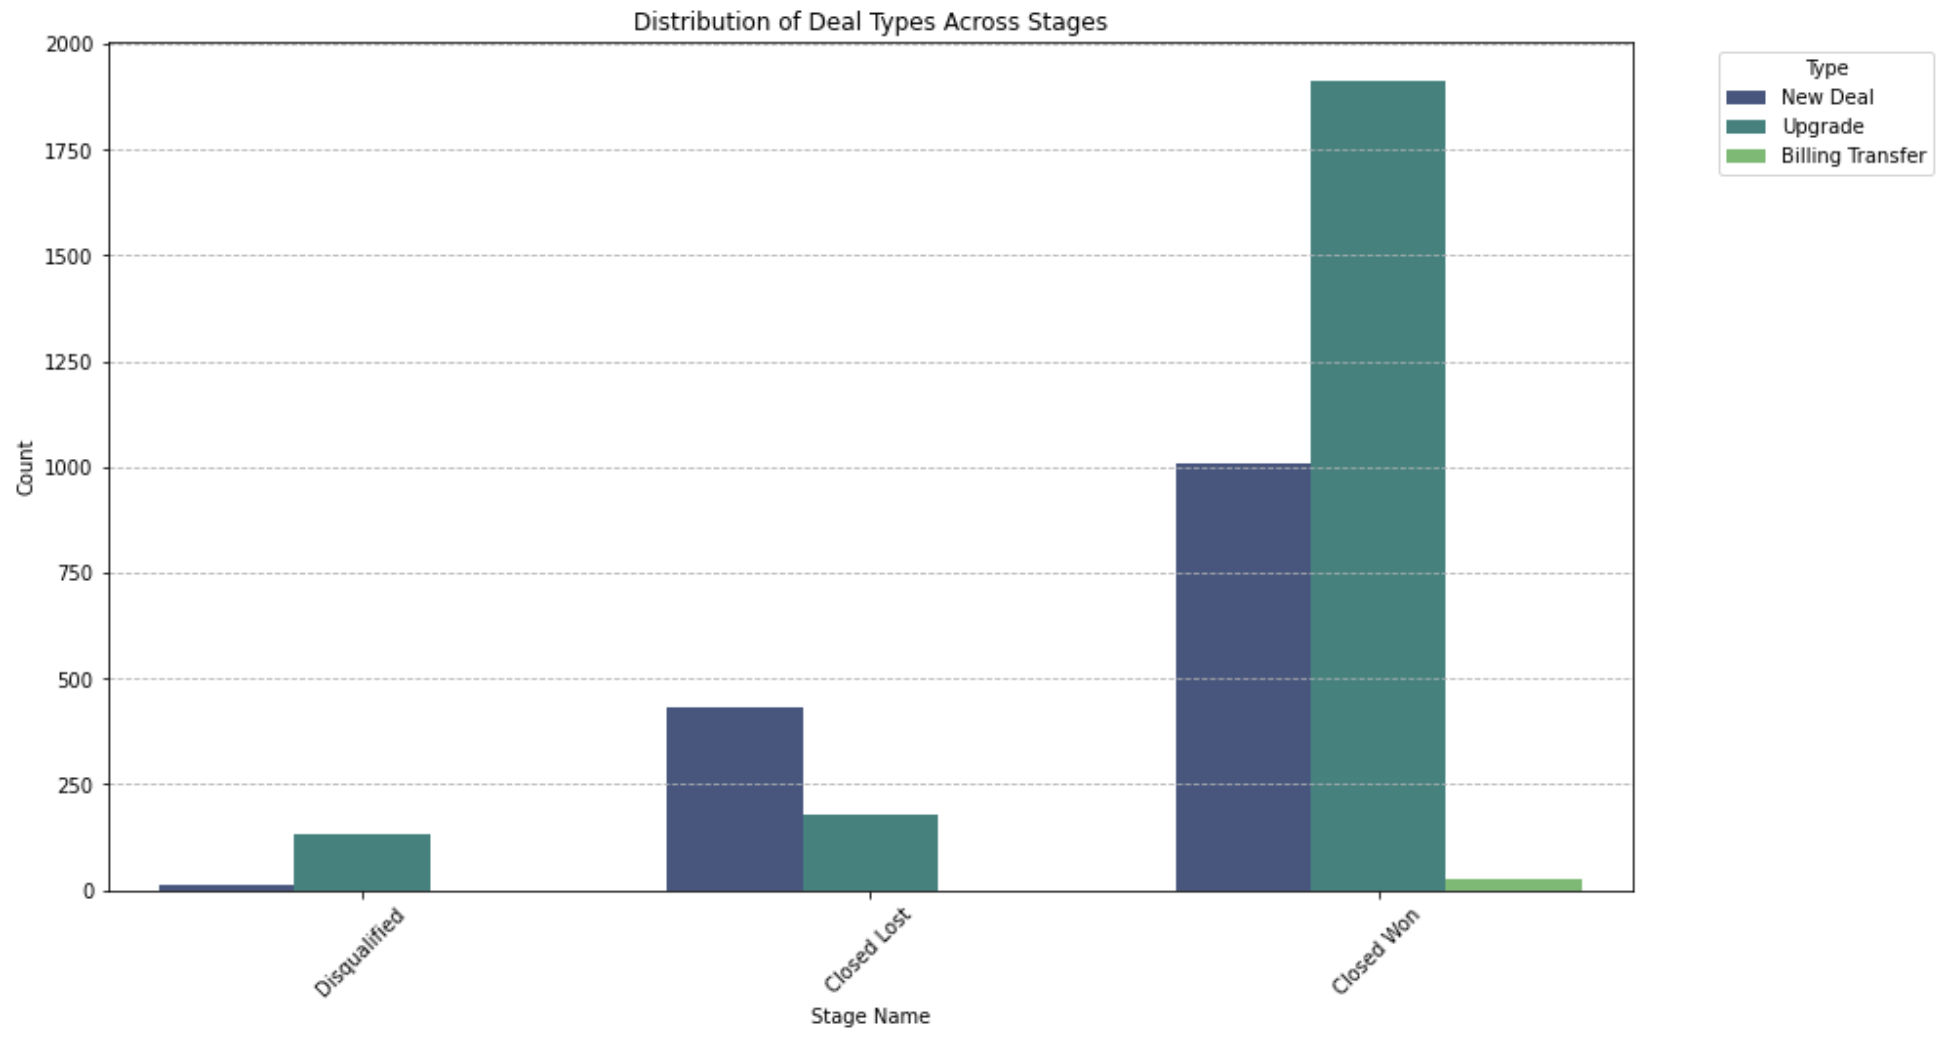 Distribution of Deal Types Across Stages
2000
1750
1500
1250
1000
750
500
250
0
Count
Disqualified
Closed Lost
Closed Won
Stage Name
Type
New Deal
Upgrade
Billing Transfer